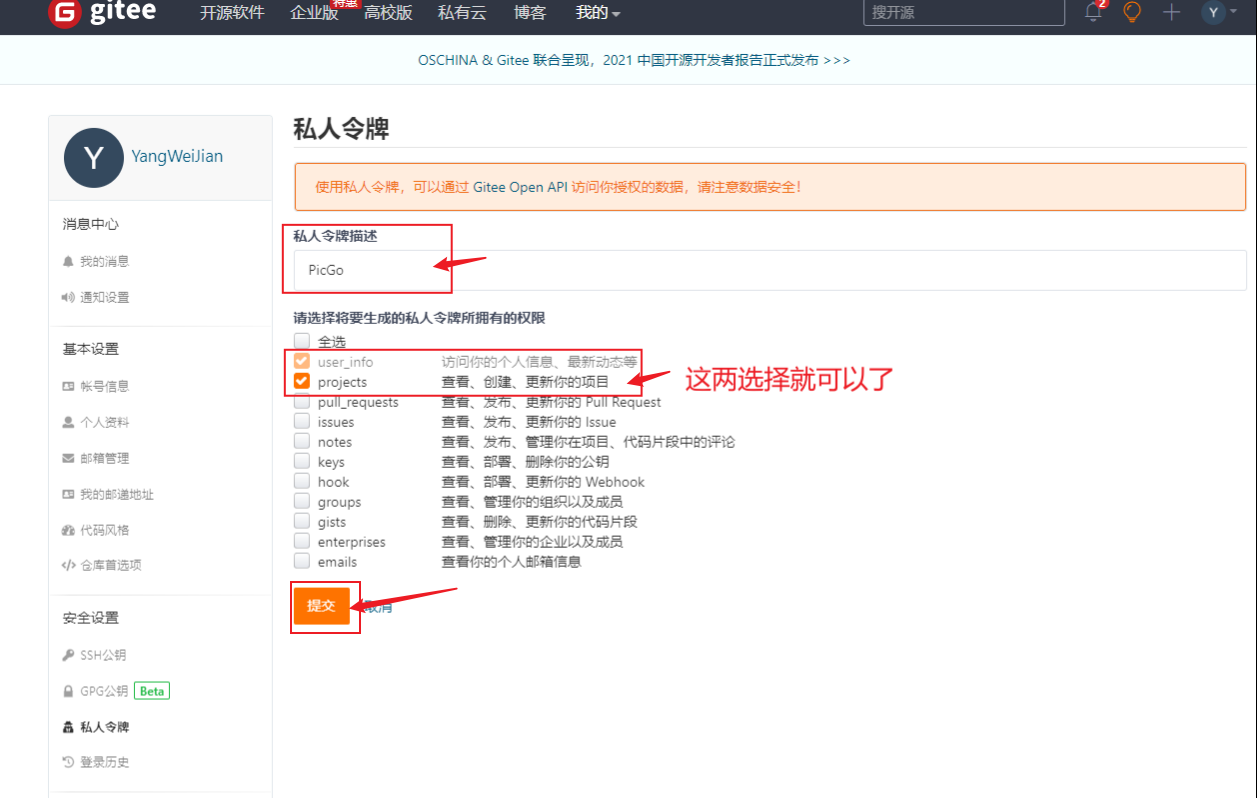 gitee 开源软件 企业版 特惠 高校版 私有云 博客 我的 搜开源 2 Y
OSCHINA & Gitee 联合呈现，2021 中国开源开发者报告正式发布 >>>
Y YangWeiJian
消息中心
我的消息
通知设置
基本设置
帐号信息
个人资料
邮箱管理
我的邮递地址
代码风格
仓库首选项
安全设置
SSH公钥
GPG公钥 Beta
私人令牌
登录历史
私人令牌
使用私人令牌，可以通过 Gitee Open API 访问你授权的数据，请注意数据安全！
私人令牌描述
PicGo
请选择将要生成的私人令牌所拥有的权限
全选
user_info 访问你的个人信息、最新动态等
projects 查看、创建、更新你的项目
这两选择就可以了
pull_requests 查看、发布、更新你的 Pull Request
issues 查看、发布、更新你的 Issue
notes 查看、发布、管理你在项目、代码片段中的评论
keys 查看、部署、删除你的公钥
hook 查看、部署、更新你的 Webhook
groups 查看、管理你的组织以及成员
gists 查看、删除、更新你的代码片段
enterprises 查看、管理你的企业以及成员
emails 查看你的个人邮箱信息
提交 取消